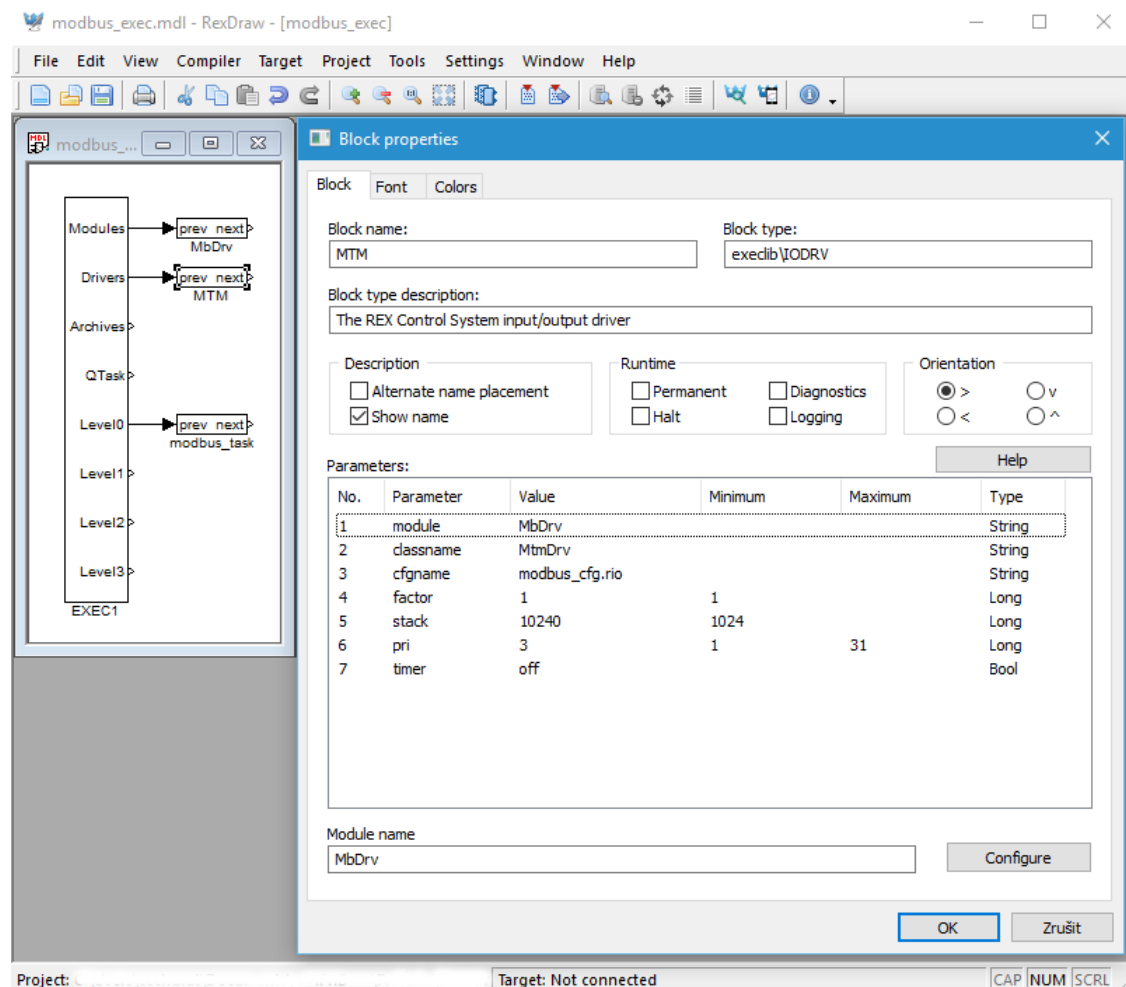 modbus_exec.mdl - RexDraw - [modbus_exec]
File Edit View Compiler Target Project Tools Settings Window Help
modbus_...
Modules
prev next
MbDrv
Drivers
prev next
MTM
Archives
QTask
Level0
prev next
modbus_task
Level1
Level2
Level3
EXEC1
Block properties
Block Font Colors
Block name: Block type:
MTM execlib\IODRV
Block type description:
The REX Control System input/output driver
Description Runtime Orientation
Alternate name placement Permanent Diagnostics > v
Show name Halt Logging < ^
Parameters: Help
No. Parameter Value Minimum Maximum Type
1 module MbDrv String
2 classname MtmDrv String
3 cfgname modbus_cfg.rio String
4 factor 1 1 Long
5 stack 10240 1024 Long
6 pri 3 1 31 Long
7 timer off Bool
Module name
MbDrv Configure
OK Zrušit
Project: Target: Not connected CAP NUM SCRL